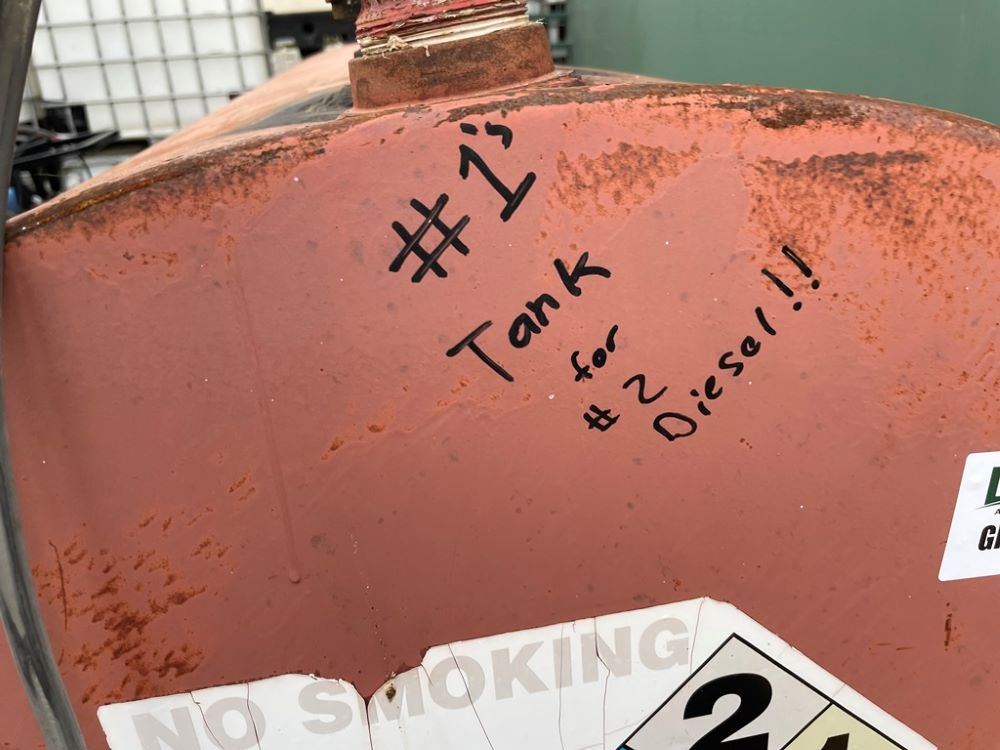 #1's
Tank
for
#2
Diesel!!
NO SMOKING
2